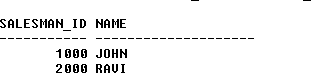 SALESMAN_ID NAME
----------- --------------------
1000 JOHN
2000 RAVI